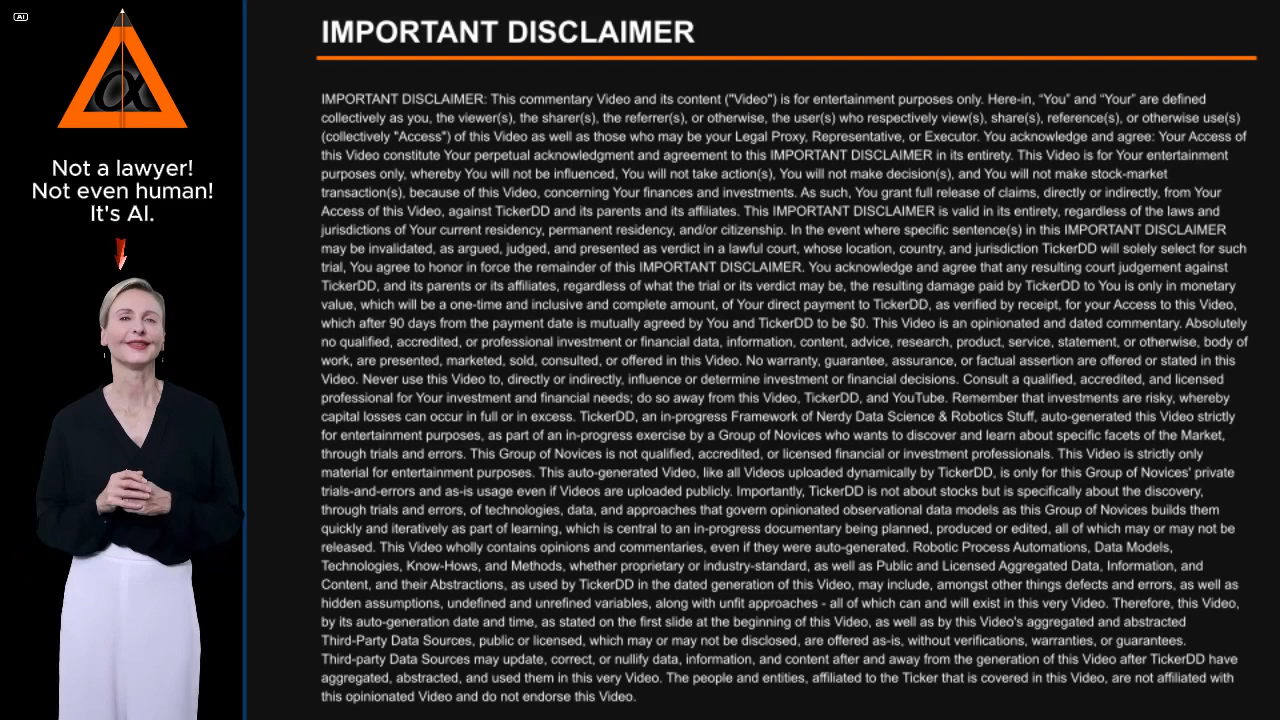 AI
α
Not a lawyer!
Not even human!
It's AI.
IMPORTANT DISCLAIMER
IMPORTANT DISCLAIMER: This commentary Video and its content ("Video") is for entertainment purposes only. Here-in, “You” and “Your” are defined
collectively as you, the viewer(s), the sharer(s), the referrer(s), or otherwise, the user(s) who respectively view(s), share(s), reference(s), or otherwise use(s)
(collectively "Access") of this Video as well as those who may be your Legal Proxy, Representative, or Executor. You acknowledge and agree: Your Access of
this Video constitute Your perpetual acknowledgment and agreement to this IMPORTANT DISCLAIMER in its entirety. This Video is for Your entertainment
purposes only, whereby You will not be influenced, You will not take action(s), You will not make decision(s), and You will not make stock-market
transaction(s), because of this Video, concerning Your finances and investments. As such, You grant full release of claims, directly or indirectly, from Your
Access of this Video, against TickerDD and its parents and its affiliates. This IMPORTANT DISCLAIMER is valid in its entirety, regardless of the laws and
jurisdictions of Your current residency, permanent residency, and/or citizenship. In the event where specific sentence(s) in this IMPORTANT DISCLAIMER
may be invalidated, as argued, judged, and presented as verdict in a lawful court, whose location, country, and jurisdiction TickerDD will solely select for such
trial, You agree to honor in force the remainder of this IMPORTANT DISCLAIMER. You acknowledge and agree that any resulting court judgement against
TickerDD, and its parents or its affiliates, regardless of what the trial or its verdict may be, the resulting damage paid by TickerDD to You is only in monetary
value, which will be a one-time and inclusive and complete amount, of Your direct payment to TickerDD, as verified by receipt, for your Access to this Video,
which after 90 days from the payment date is mutually agreed by You and TickerDD to be $0. This Video is an opinionated and dated commentary. Absolutely
no qualified, accredited, or professional investment or financial data, information, content, advice, research, product, service, statement, or otherwise, body of
work, are presented, marketed, sold, consulted, or offered in this Video. No warranty, guarantee, assurance, or factual assertion are offered or stated in this
Video. Never use this Video to, directly or indirectly, influence or determine investment or financial decisions. Consult a qualified, accredited, and licensed
professional for Your investment and financial needs; do so away from this Video, TickerDD, and YouTube. Remember that investments are risky, whereby
capital losses can occur in full or in excess. TickerDD, an in-progress Framework of Nerdy Data Science & Robotics Stuff, auto-generated this Video strictly
for entertainment purposes, as part of an in-progress exercise by a Group of Novices who wants to discover and learn about specific facets of the Market,
through trials and errors. This Group of Novices is not qualified, accredited, or licensed financial or investment professionals. This Video is strictly only
material for entertainment purposes. This auto-generated Video, like all Videos uploaded dynamically by TickerDD, is only for this Group of Novices' private
trials-and-errors and as-is usage even if Videos are uploaded publicly. Importantly, TickerDD is not about stocks but is specifically about the discovery,
through trials and errors, of technologies, data, and approaches that govern opinionated observational data models as this Group of Novices builds them
quickly and iteratively as part of learning, which is central to an in-progress documentary being planned, produced or edited, all of which may or may not be
released. This Video wholly contains opinions and commentaries, even if they were auto-generated. Robotic Process Automations, Data Models,
Technologies, Know-Hows, and Methods, whether proprietary or industry-standard, as well as Public and Licensed Aggregated Data, Information, and
Content, and their Abstractions, as used by TickerDD in the dated generation of this Video, may include, amongst other things defects and errors, as well as
hidden assumptions, undefined and unrefined variables, along with unfit approaches - all of which can and will exist in this very Video. Therefore, this Video,
by its auto-generation date and time, as stated on the first slide at the beginning of this Video, as well as by this Video's aggregated and abstracted
Third-Party Data Sources, public or licensed, which may or may not be disclosed, are offered as-is, without verifications, warranties, or guarantees.
Third-party Data Sources may update, correct, or nullify data, information, and content after and away from the generation of this Video after TickerDD have
aggregated, abstracted, and used them in this very Video. The people and entities, affiliated to the Ticker that is covered in this Video, are not affiliated with
this opinionated Video and do not endorse this Video.